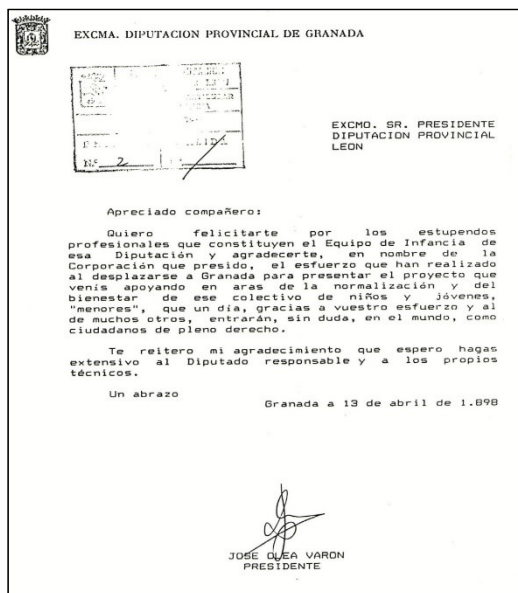 EXCMA. DIPUTACION PROVINCIAL DE GRANADA
Nº 2
EXCMO. SR. PRESIDENTE
DIPUTACION PROVINCIAL
LEON
Apreciado compañero:
Quiero felicitarte por los estupendos
profesionales que constituyen el Equipo de Infancia de
esa Diputación y agradecerte, en nombre de la
Corporación que presido, el esfuerzo que han realizado
al desplazarse a Granada para presentar el proyecto que
venís apoyando en aras de la normalización y del
bienestar de ese colectivo de niños y jóvenes,
"menores", que un día, gracias a vuestro esfuerzo y al
de muchos otros, entrarán, sin duda, en el mundo, como
ciudadanos de pleno derecho.
Te reitero mi agradecimiento que espero hagas
extensivo al Diputado responsable y a los propios
técnicos.
Un abrazo
Granada a 13 de abril de 1.898
JOSE OLEA VARON
PRESIDENTE